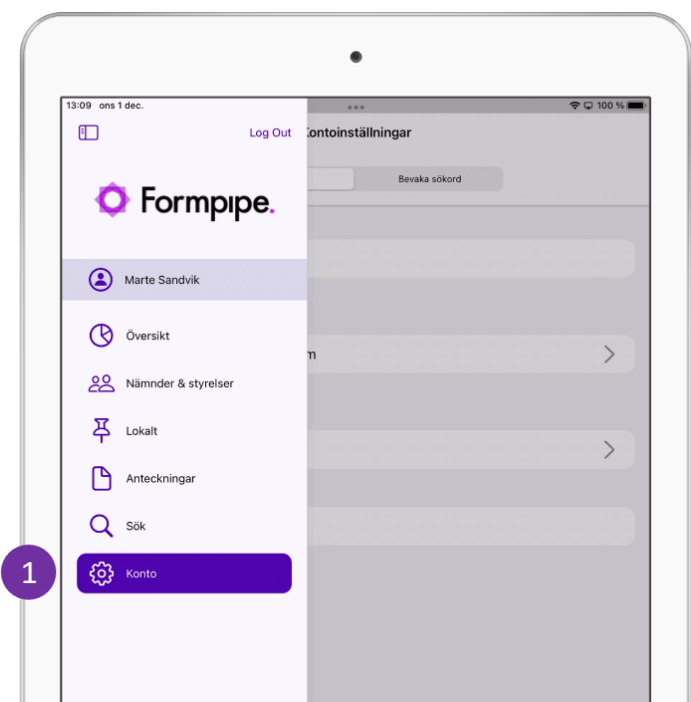 13:09 ons 1 dec.
100 %
Log Out
Kontoinställningar
Bevaka sökord
Formpipe.
Marte Sandvik
Översikt
m
Nämnder & styrelser
Lokalt
Anteckningar
Sök
1
Konto